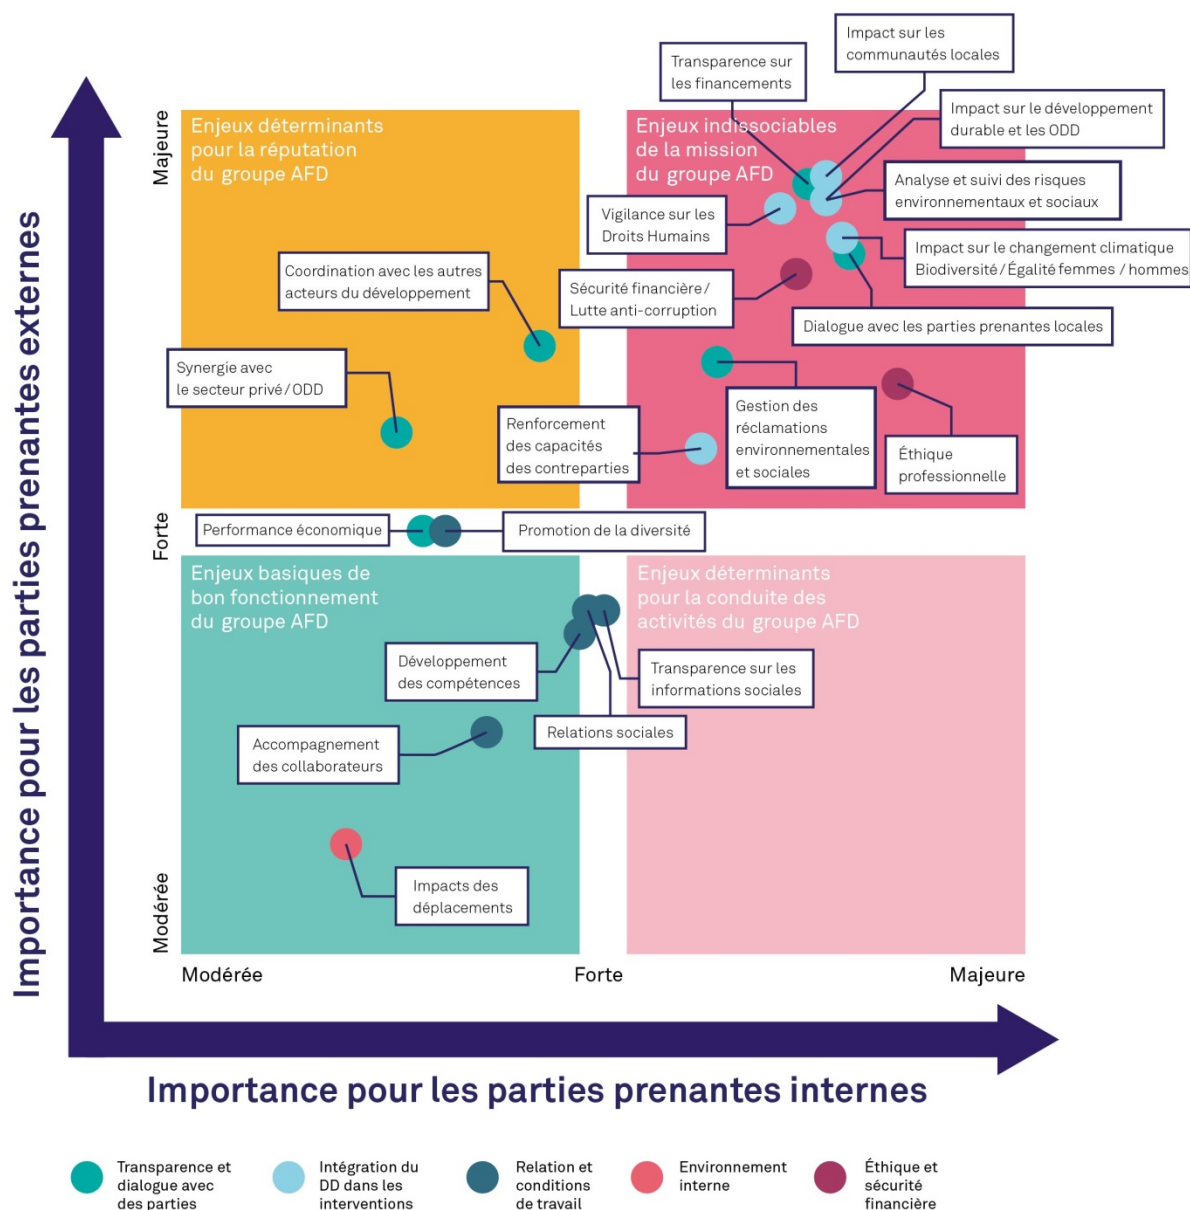 Importance pour les parties prenantes externes
Majeure
Forte
Modérée
Enjeux déterminants
pour la réputation
du groupe AFD
Enjeux indissociables
de la mission
du groupe AFD
Transparence sur
les financements
Impact sur les
communautés locales
Impact sur le développement
durable et les ODD
Analyse et suivi des risques
environnementaux et sociaux
Vigilance sur les
Droits Humains
Impact sur le changement climatique
Biodiversité / Égalité femmes / hommes
Coordination avec les autres
acteurs du développement
Sécurité financière /
Lutte anti-corruption
Dialogue avec les parties prenantes locales
Synergie avec
le secteur privé / ODD
Renforcement
des capacités
des contreparties
Gestion des
réclamations
environnementales
et sociales
Éthique
professionnelle
Performance économique
Promotion de la diversité
Enjeux basiques de
bon fonctionnement
du groupe AFD
Enjeux déterminants
pour la conduite des
activités du groupe AFD
Développement
des compétences
Transparence sur les
informations sociales
Relations sociales
Accompagnement
des collaborateurs
Impacts des
déplacements
Modérée
Forte
Majeure
Importance pour les parties prenantes internes
Transparence et
dialogue avec
des parties
Intégration du
DD dans les
interventions
Relation et
conditions
de travail
Environnement
interne
Éthique et
sécurité
financière